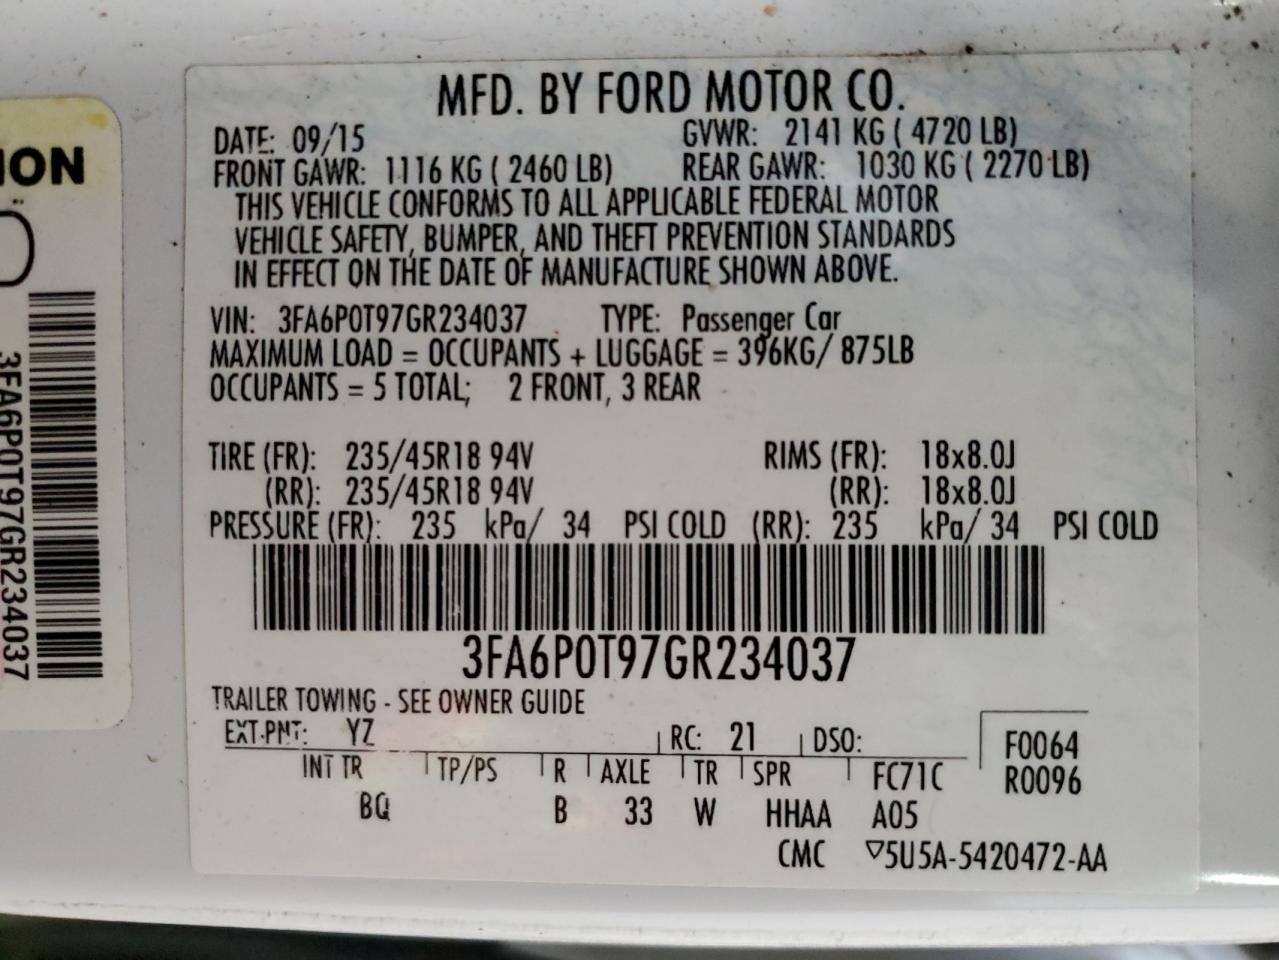 MFD. BY FORD MOTOR CO.
DATE: 09/15 GVWR: 2141 KG ( 4720 LB)
FRONT GAWR: 1116 KG ( 2460 LB) REAR GAWR: 1030 KG ( 2270 LB)
THIS VEHICLE CONFORMS TO ALL APPLICABLE FEDERAL MOTOR
VEHICLE SAFETY, BUMPER, AND THEFT PREVENTION STANDARDS
IN EFFECT ON THE DATE OF MANUFACTURE SHOWN ABOVE.
VIN: 3FA6P0T97GR234037 TYPE: Passenger Car
MAXIMUM LOAD = OCCUPANTS + LUGGAGE = 396KG/ 875LB
OCCUPANTS = 5 TOTAL; 2 FRONT, 3 REAR
TIRE (FR): 235/45R18 94V RIMS (FR): 18x8.0J
(RR): 235/45R18 94V (RR): 18x8.0J
PRESSURE (FR): 235 kPa/ 34 PSI COLD (RR): 235 kPa/ 34 PSI COLD
3FA6P0T97GR234037
TRAILER TOWING - SEE OWNER GUIDE
EXT PNT: YZ RC: 21 DSO:
F0064
INT TR TP/PS R AXLE TR SPR FC71C
R0096
BQ B 33 W HHAA A05
CMC ▽5U5A-5420472-AA
ION
3FA6P0T97GR234037